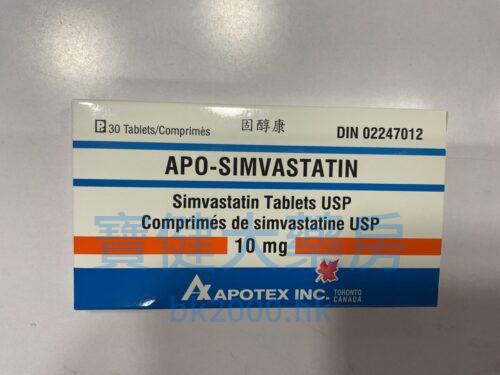 P 30 Tablets/Comprimés 固醇康 DIN 02247012
APO-SIMVASTATIN
Simvastatin Tablets USP
Comprimés de simvastatine USP
10 mg
寶健大藥房
APOTEX INC. TORONTO CANADA
bk2000.hk